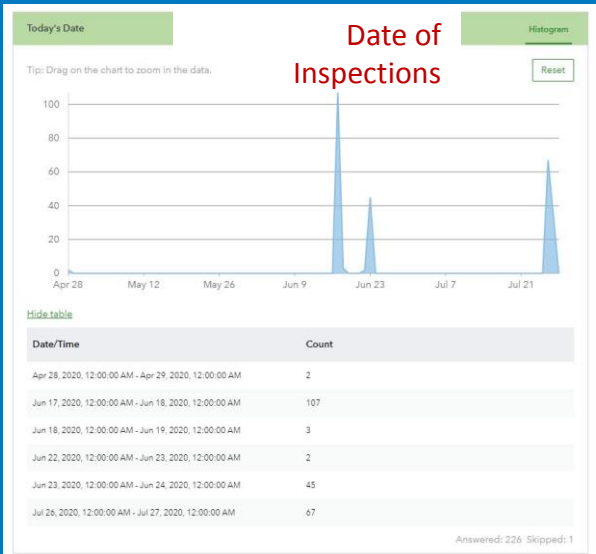 Today's Date
Date of
Inspections
Histogram
Tip: Drag on the chart to zoom in the data.
Reset
100
80
60
40
20
0
Apr 28 May 12 May 26 Jun 9 Jun 23 Jul 7 Jul 21
Hide table
Date/Time Count
Apr 28, 2020, 12:00:00 AM - Apr 29, 2020, 12:00:00 AM 2
Jun 17, 2020, 12:00:00 AM - Jun 18, 2020, 12:00:00 AM 107
Jun 18, 2020, 12:00:00 AM - Jun 19, 2020, 12:00:00 AM 3
Jun 22, 2020, 12:00:00 AM - Jun 23, 2020, 12:00:00 AM 2
Jun 23, 2020, 12:00:00 AM - Jun 24, 2020, 12:00:00 AM 45
Jul 26, 2020, 12:00:00 AM - Jul 27, 2020, 12:00:00 AM 67
Answered: 226 Skipped: 1